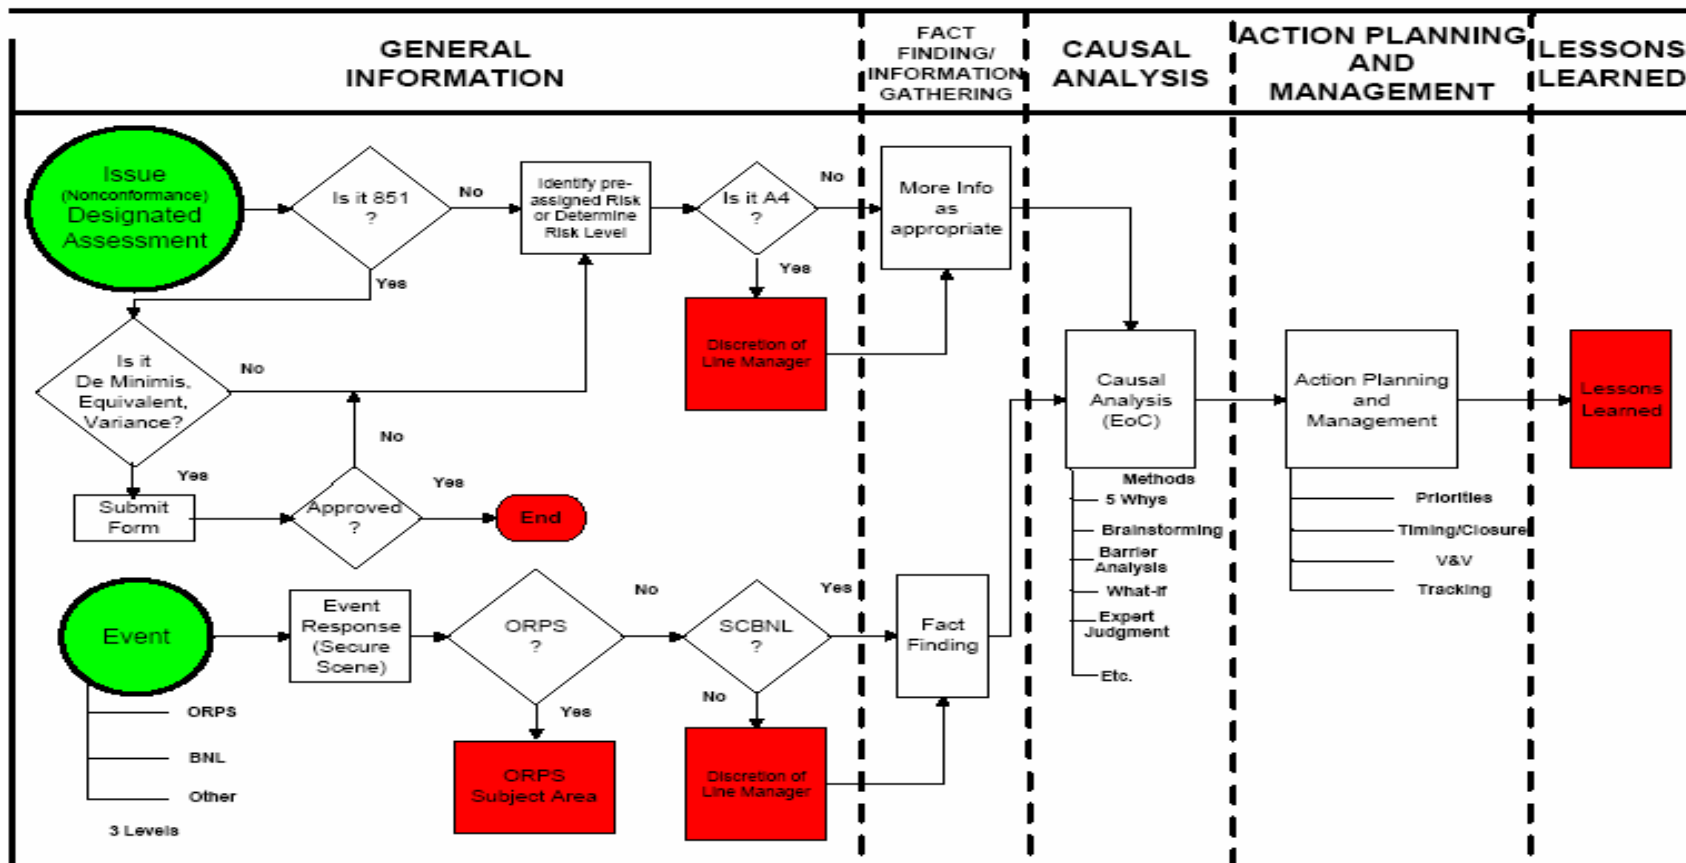 GENERAL
INFORMATION
FACT
FINDING/
INFORMATION
GATHERING
CAUSAL
ANALYSIS
ACTION PLANNING
AND
MANAGEMENT
LESSONS
LEARNED
Issue
(Nonconformance)
Designated
Assessment
Is it 851
?
No
Yes
Identify pre-
assigned Risk
or Determine
Risk Level
Is it A4
?
No
Yes
More Info
as
appropriate
Discretion of
Line Manager
Is it
De Minimis,
Equivalent,
Variance?
No
Yes
Submit
Form
Approved
?
No
Yes
End
Causal
Analysis
(EoC)
Methods
5 Whys
Brainstorming
Barrier
Analysis
What-If
Expert
Judgment
Etc.
Action Planning
and
Management
Priorities
Timing/Closure
V&V
Tracking
Lessons
Learned
Event
ORPS
BNL
Other
3 Levels
Event
Response
(Secure
Scene)
ORPS
?
No
Yes
ORPS
Subject Area
SCBNL
?
Yes
No
Discretion of
Line Manager
Fact
Finding